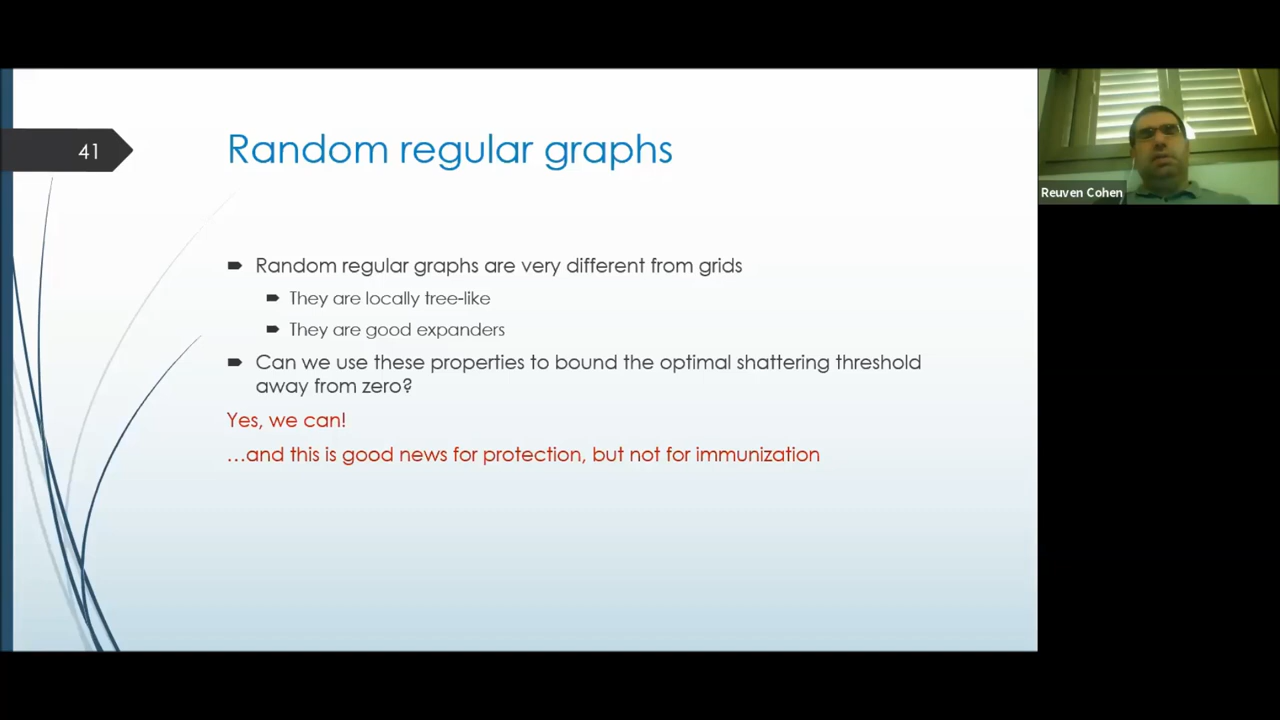 41
Random regular graphs
Random regular graphs are very different from grids
They are locally tree-like
They are good expanders
Can we use these properties to bound the optimal shattering threshold
away from zero?
Yes, we can!
…and this is good news for protection, but not for immunization
Reuven Cohen